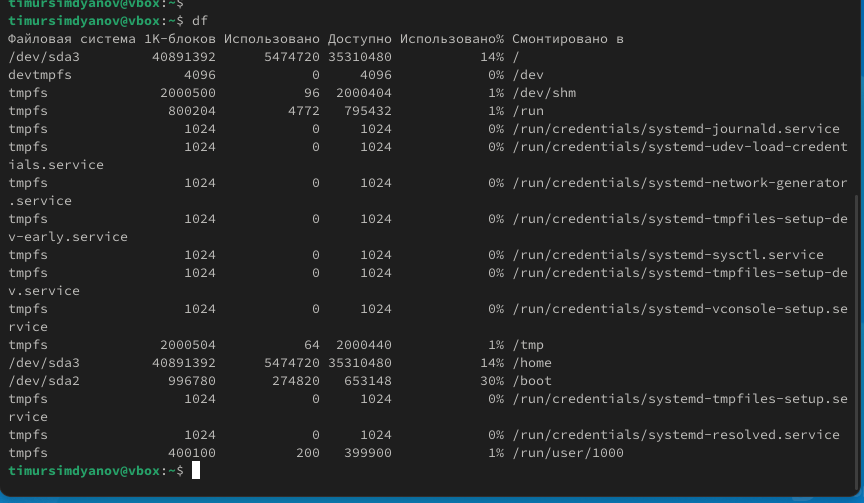 timursimdyanov@vbox:~$
timursimdyanov@vbox:~$ df
Файловая система 1K-блоков Использовано Доступно Использовано% Смонтировано в
/dev/sda3         40891392      5474720 35310480           14% /
devtmpfs              4096            0     4096            0% /dev
tmpfs              2000500           96  2000404            1% /dev/shm
tmpfs               800204         4772   795432            1% /run
tmpfs                 1024            0     1024            0% /run/credentials/systemd-journald.service
tmpfs                 1024            0     1024            0% /run/credentials/systemd-udev-load-credent
ials.service
tmpfs                 1024            0     1024            0% /run/credentials/systemd-network-generator
.service
tmpfs                 1024            0     1024            0% /run/credentials/systemd-tmpfiles-setup-de
v-early.service
tmpfs                 1024            0     1024            0% /run/credentials/systemd-sysctl.service
tmpfs                 1024            0     1024            0% /run/credentials/systemd-tmpfiles-setup-de
v.service
tmpfs                 1024            0     1024            0% /run/credentials/systemd-vconsole-setup.se
rvice
tmpfs              2000504           64  2000440            1% /tmp
/dev/sda3         40891392      5474720 35310480           14% /home
/dev/sda2           996780       274820   653148           30% /boot
tmpfs                 1024            0     1024            0% /run/credentials/systemd-tmpfiles-setup.se
rvice
tmpfs                 1024            0     1024            0% /run/credentials/systemd-resolved.service
tmpfs               400100          200   399900            1% /run/user/1000
timursimdyanov@vbox:~$